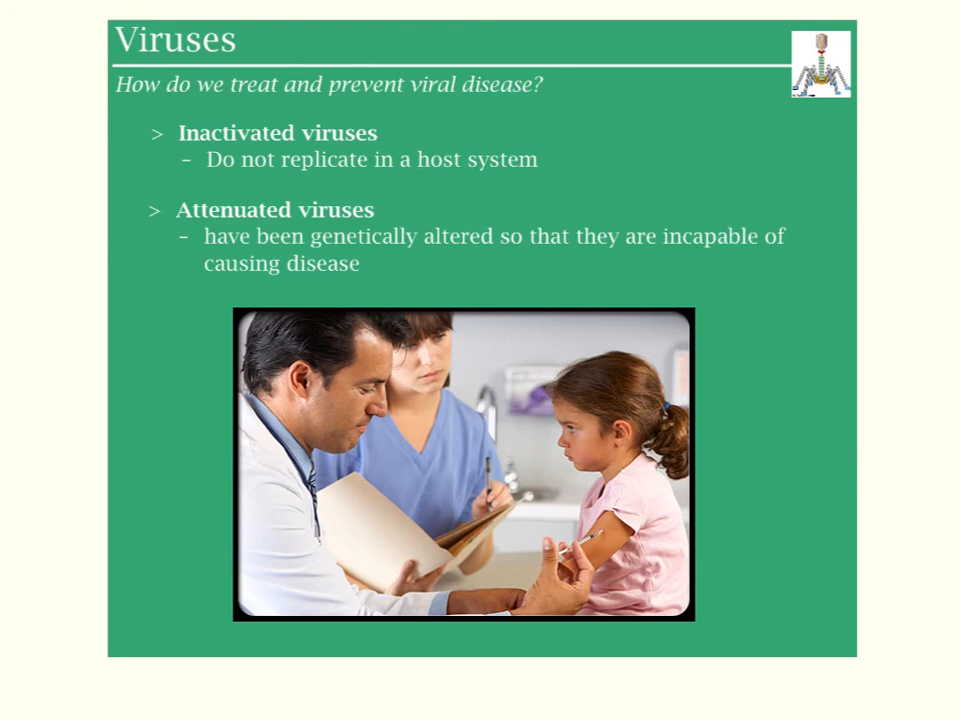 Viruses
How do we treat and prevent viral disease?
> Inactivated viruses
– Do not replicate in a host system
> Attenuated viruses
– have been genetically altered so that they are incapable of
causing disease